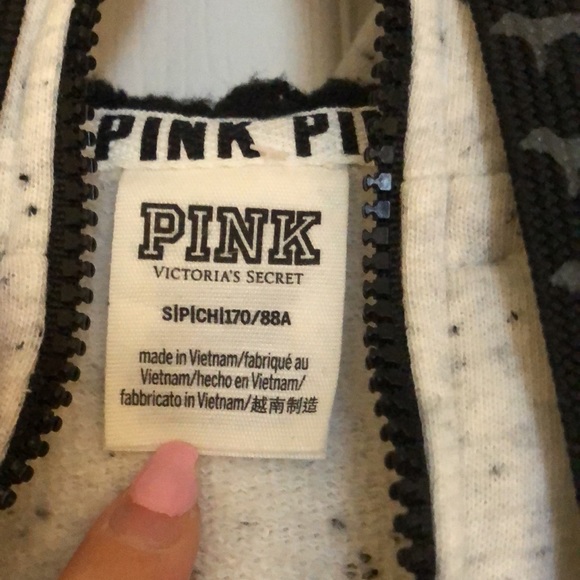 PINK PI
PINK
VICTORIA'S SECRET
S|P|CH|170/88A
made in Vietnam/fabriqué au
Vietnam/hecho en Vietnam/
fabbricato in Vietnam/越南制造